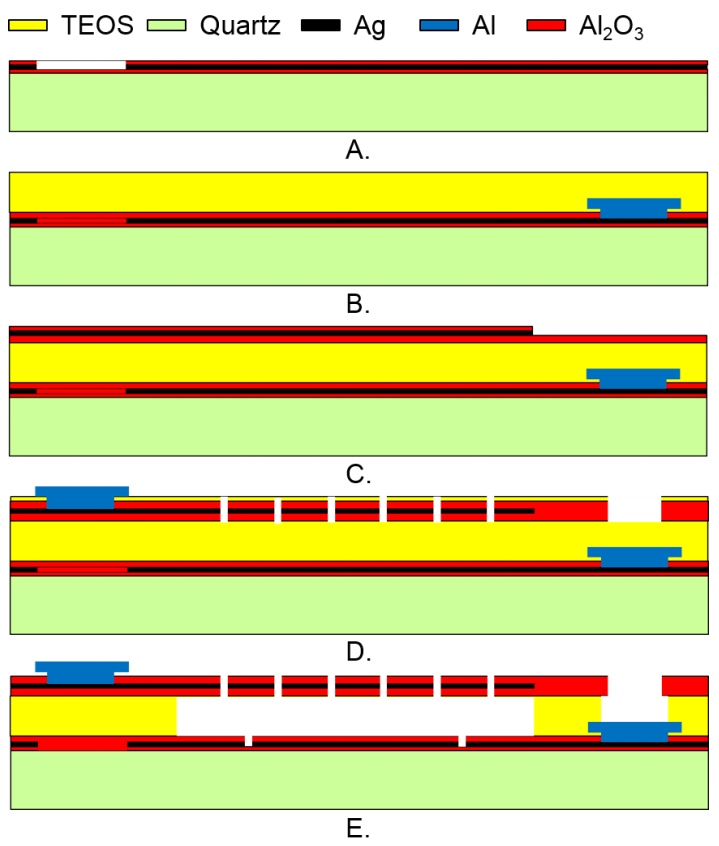 TEOS Quartz Ag Al Al₂O₃
A.
B.
C.
D.
E.